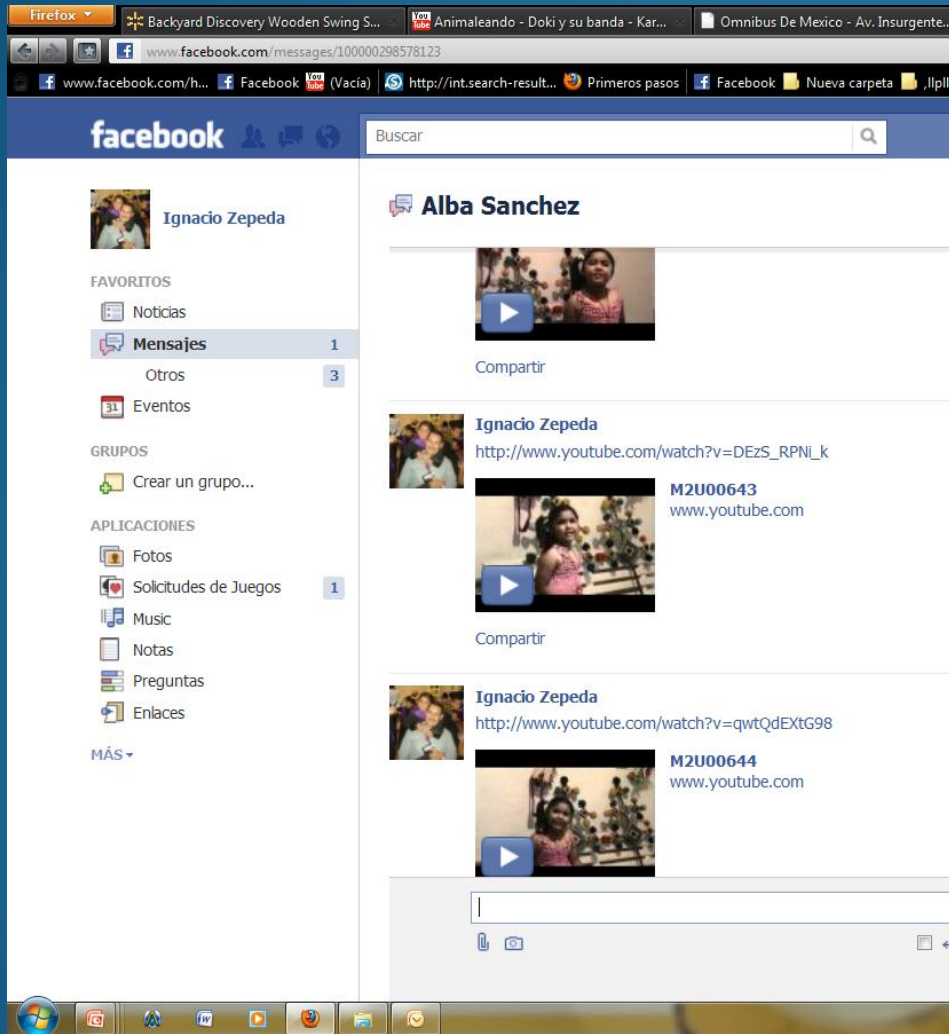 Firefox
Backyard Discovery Wooden Swing S...
You Tube Animaleando - Doki y su banda - Kar...
Omnibus De Mexico - Av. Insurgente...
www.facebook.com/messages/100000298578123
www.facebook.com/h...
Facebook
You Tube (Vacía)
http://int.search-result...
Primeros pasos
Facebook
Nueva carpeta
facebook
Buscar
Ignacio Zepeda
FAVORITOS
Noticias
Mensajes 1
Otros 3
31 Eventos
GRUPOS
Crear un grupo...
APLICACIONES
Fotos
Solicitudes de Juegos 1
Music
Notas
Preguntas
Enlaces
MÁS
Alba Sanchez
Compartir
Ignacio Zepeda
http://www.youtube.com/watch?v=DEzS_RPNi_k
M2U00643
www.youtube.com
Compartir
Ignacio Zepeda
http://www.youtube.com/watch?v=qwtQdEXtG98
M2U00644
www.youtube.com